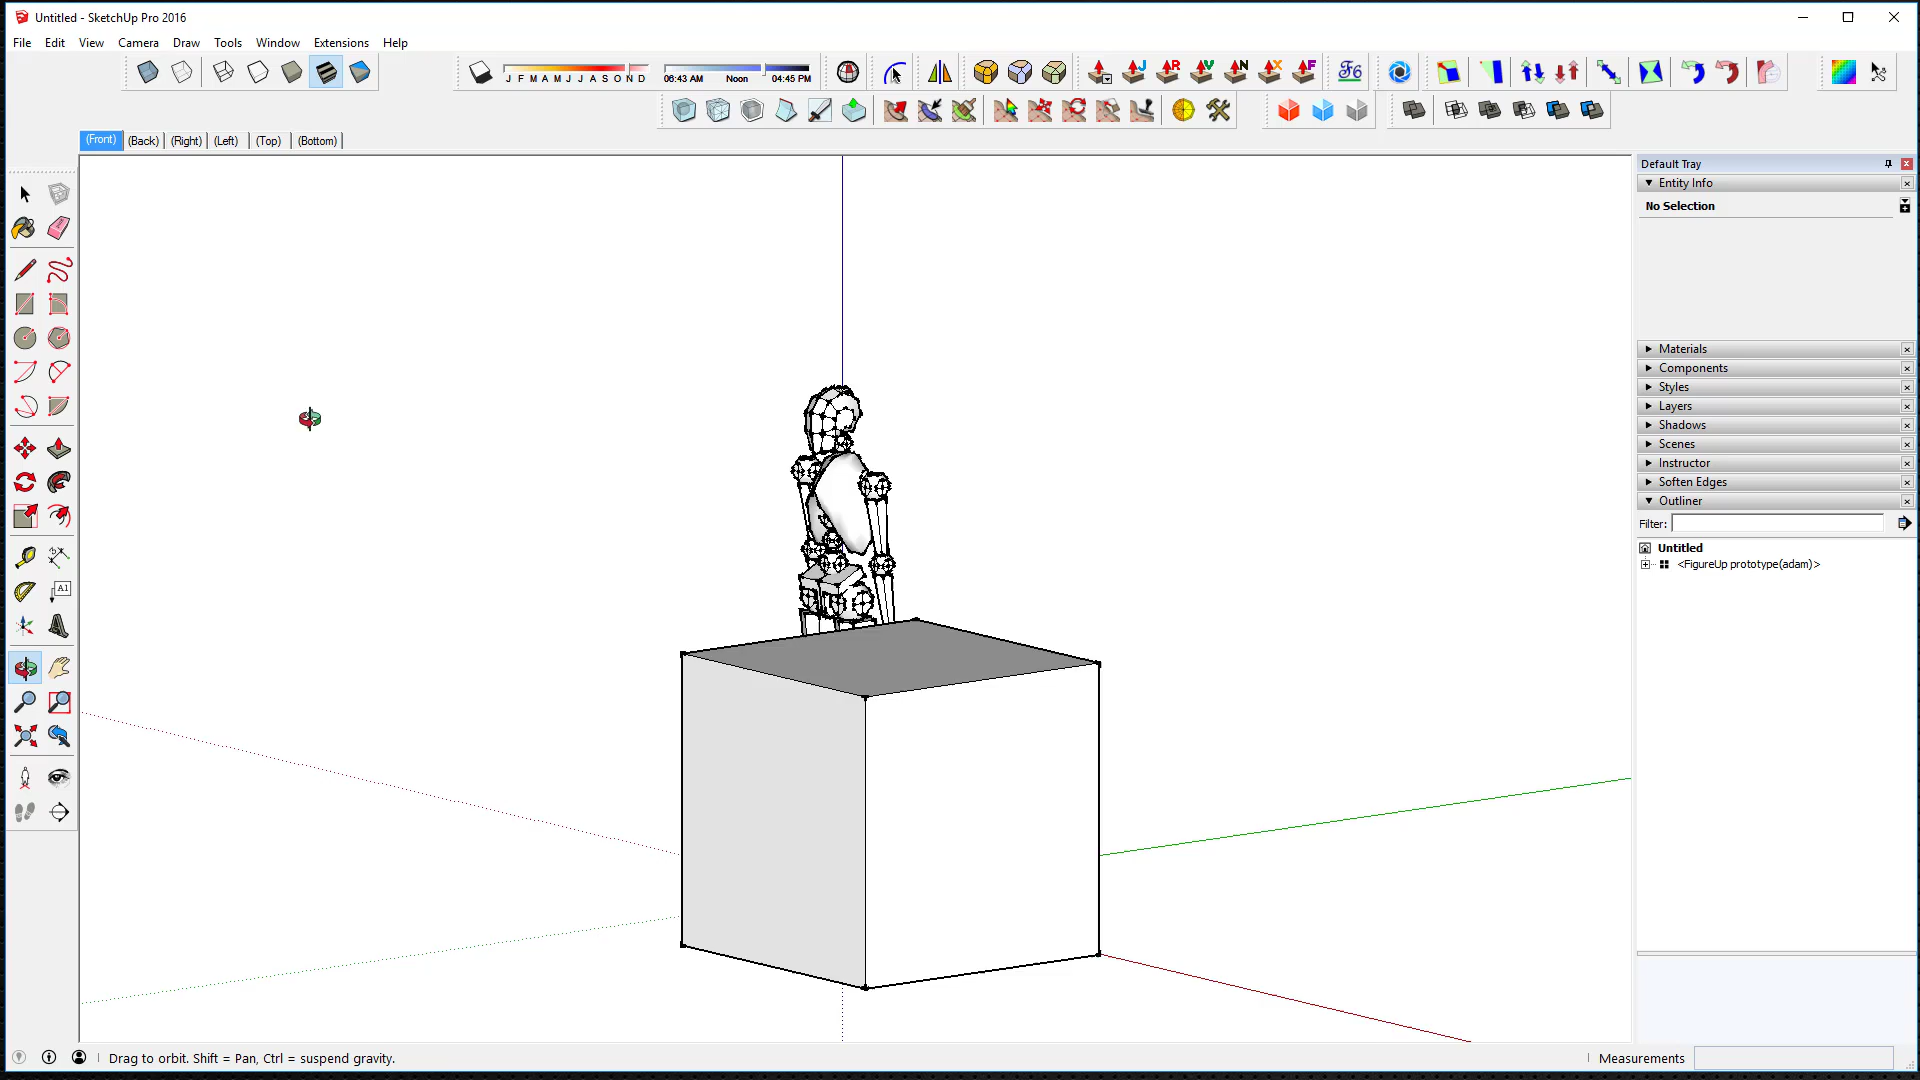 Untitled - SketchUp Pro 2016
File Edit View Camera Draw Tools Window Extensions Help
J F M A M J J A S O N D 06:43 AM Noon 04:45 PM
J R V N X F F6
(Front) (Back) (Right) (Left) (Top) (Bottom)
Default Tray
Entity Info
No Selection
A1
Materials
Components
Styles
Layers
Shadows
Scenes
Instructor
Soften Edges
Outliner
Filter:
Untitled
<FigureUp prototype(adam)>
Drag to orbit. Shift = Pan, Ctrl = suspend gravity.
Measurements